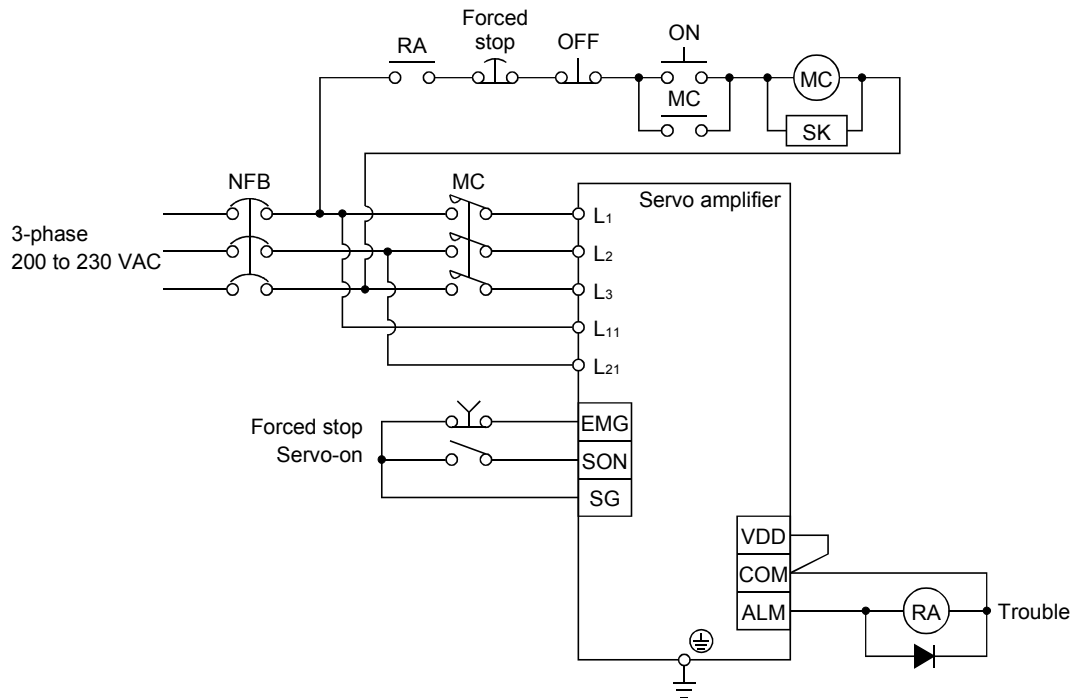 Forced
stop
RA
OFF
ON
MC
MC
SK
NFB
MC
Servo amplifier
3-phase
200 to 230 VAC
L1
L2
L3
L11
L21
Forced stop
Servo-on
EMG
SON
SG
VDD
COM
ALM
RA
Trouble